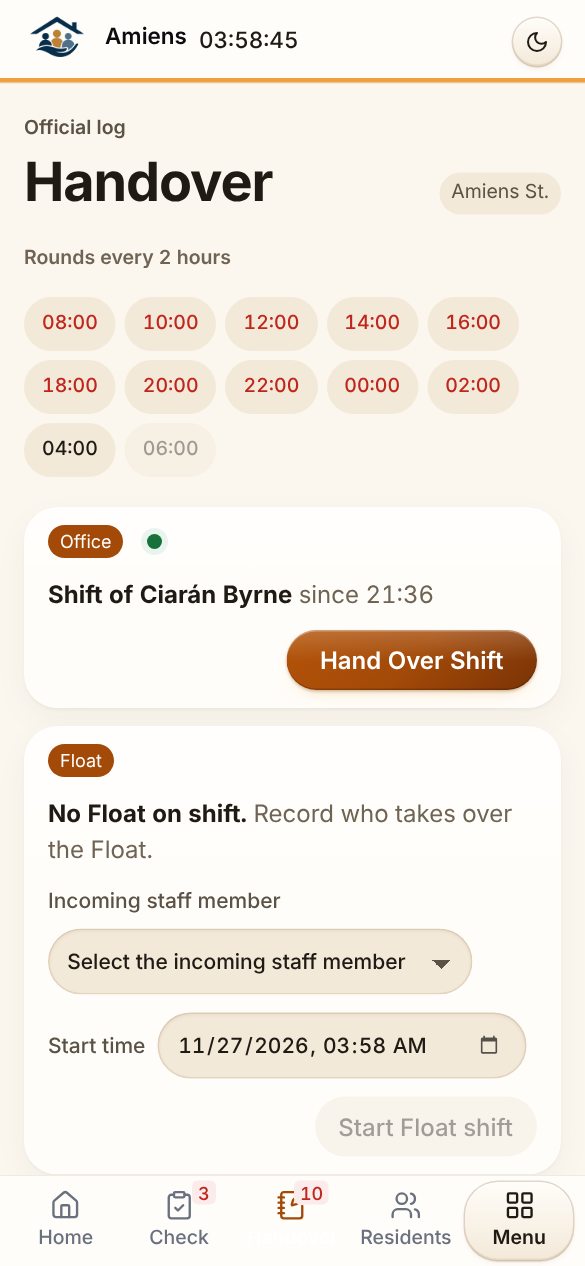 Amiens 03:58:45
Official log
Handover
Amiens St.
Rounds every 2 hours
08:00 10:00 12:00 14:00 16:00
18:00 20:00 22:00 00:00 02:00
04:00 06:00
Office
Shift of Ciarán Byrne since 21:36
Hand Over Shift
Float
No Float on shift. Record who takes over
the Float.
Incoming staff member
Select the incoming staff member
Start time 11/27/2026, 03:58 AM
Start Float shift
3 10
Home Check Residents Menu